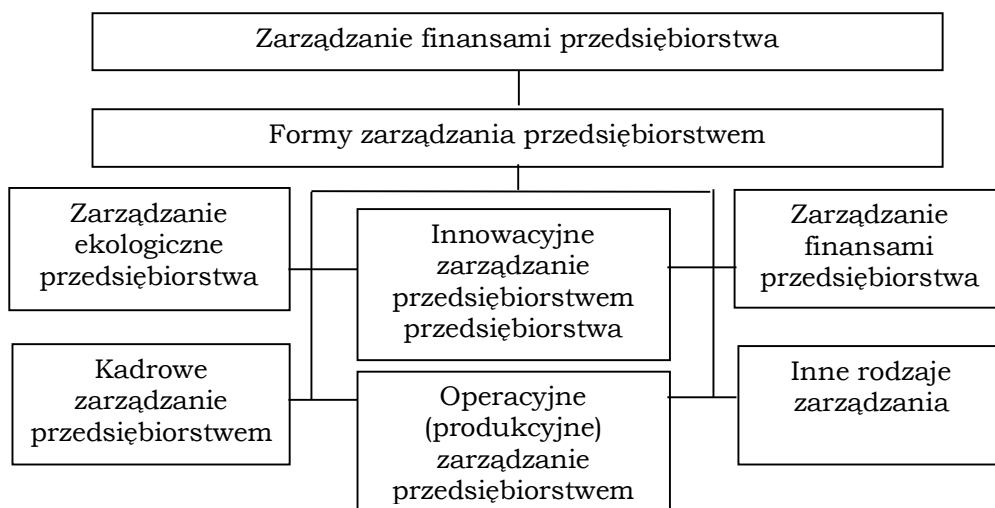 Zarządzanie finansami przedsiębiorstwa
Formy zarządzania przedsiębiorstwem
Zarządzanie
ekologiczne
przedsiębiorstwa
Innowacyjne
zarządzanie
przedsiębiorstwem
przedsiębiorstwa
Zarządzanie
finansami
przedsiębiorstwa
Kadrowe
zarządzanie
przedsiębiorstwem
Operacyjne
(produkcyjne)
zarządzanie
przedsiębiorstwem
Inne rodzaje
zarządzania